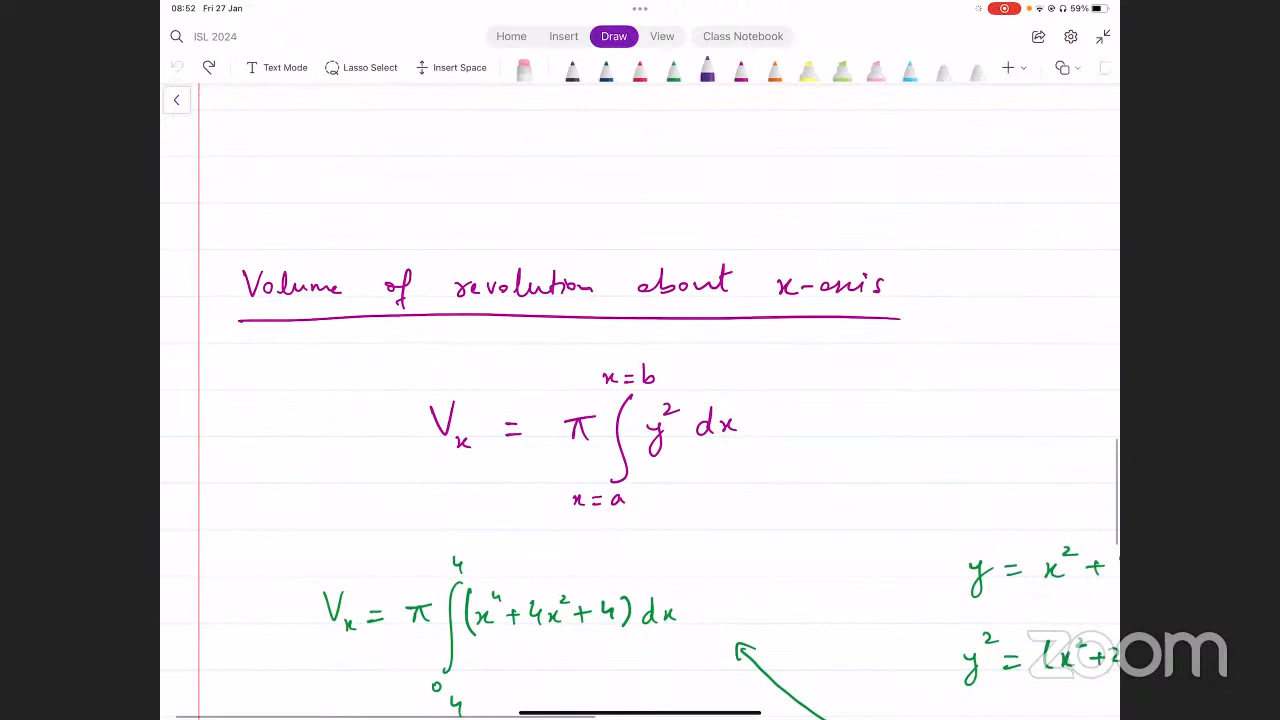 08:52 Fri 27 Jan
59%
ISL 2024
Home Insert Draw View Class Notebook
Text Mode Lasso Select Insert Space
Volume of revolution about x-axis
x = b
Vₓ = π ∫ y² dx
x = a
4
Vₓ = π ∫ (x⁴ + 4x² + 4) dx
0
4
y = x² +
y² = (x² + 2
zoom